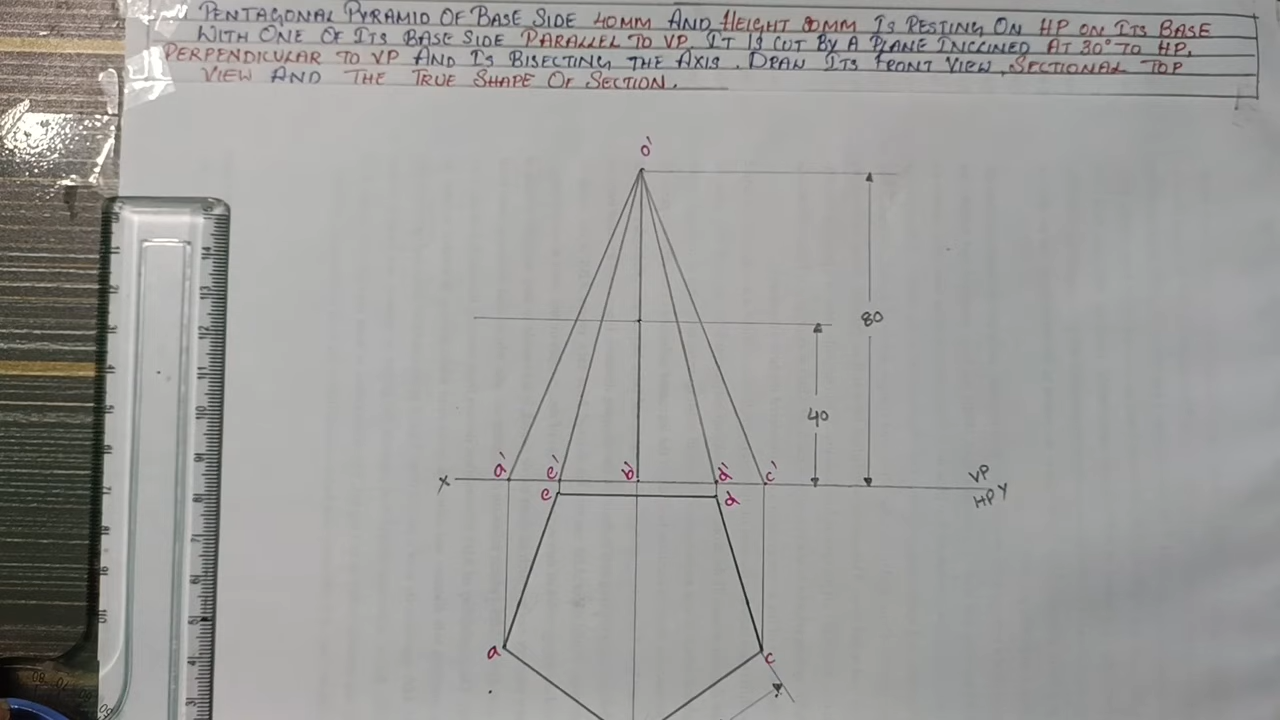 PENTAGONAL PYRAMID OF BASE SIDE 40MM AND HEIGHT 80MM IS RESTING ON HP ON ITS BASE
WITH ONE OF ITS BASE SIDE PARALLEL TO VP. IT IS CUT BY A PLANE INCLINED AT 30° TO HP,
PERPENDICULAR TO VP AND IS BISECTING THE AXIS. DRAW ITS FRONT VIEW, SECTIONAL TOP
VIEW AND THE TRUE SHAPE OF SECTION.
o'
80
40
a' e' b' d' c'
X VP
HP Y
e d
a c